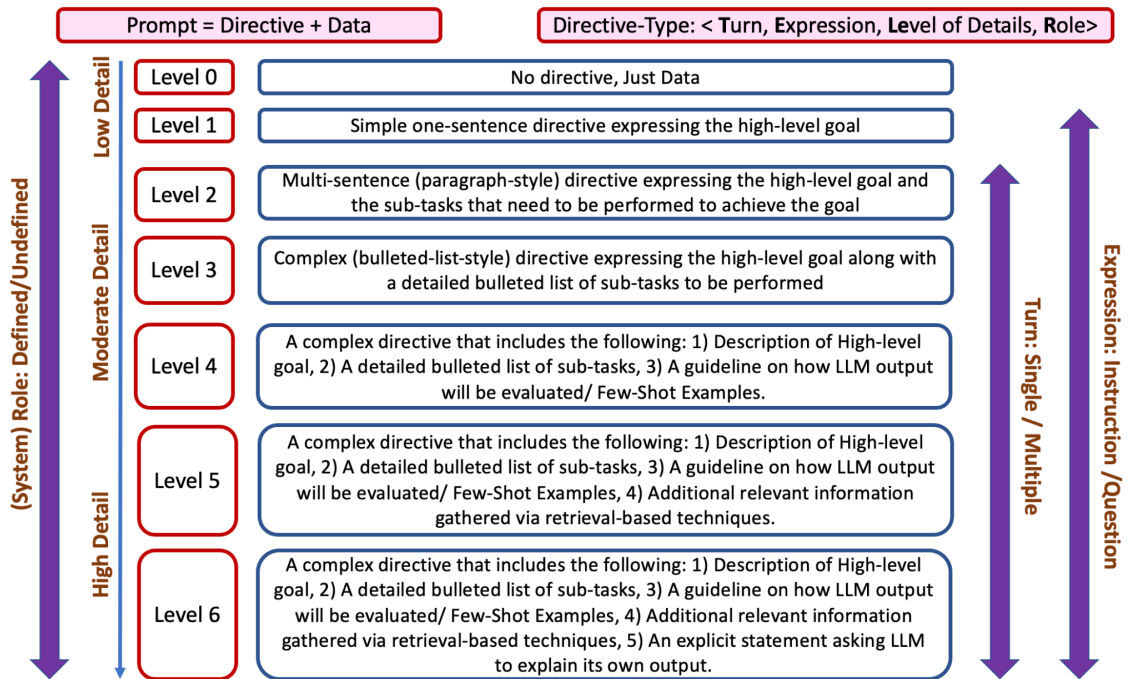 Prompt = Directive + Data
Directive-Type: < Turn, Expression, Level of Details, Role>
(System) Role: Defined/Undefined
Low Detail
Moderate Detail
High Detail
Level 0
No directive, Just Data
Level 1
Simple one-sentence directive expressing the high-level goal
Level 2
Multi-sentence (paragraph-style) directive expressing the high-level goal and
the sub-tasks that need to be performed to achieve the goal
Level 3
Complex (bulleted-list-style) directive expressing the high-level goal along with
a detailed bulleted list of sub-tasks to be performed
Level 4
A complex directive that includes the following: 1) Description of High-level
goal, 2) A detailed bulleted list of sub-tasks, 3) A guideline on how LLM output
will be evaluated/ Few-Shot Examples.
Level 5
A complex directive that includes the following: 1) Description of High-level
goal, 2) A detailed bulleted list of sub-tasks, 3) A guideline on how LLM output
will be evaluated/ Few-Shot Examples, 4) Additional relevant information
gathered via retrieval-based techniques.
Level 6
A complex directive that includes the following: 1) Description of High-level
goal, 2) A detailed bulleted list of sub-tasks, 3) A guideline on how LLM output
will be evaluated/ Few-Shot Examples, 4) Additional relevant information
gathered via retrieval-based techniques, 5) An explicit statement asking LLM
to explain its own output.
Turn: Single / Multiple
Expression: Instruction /Question